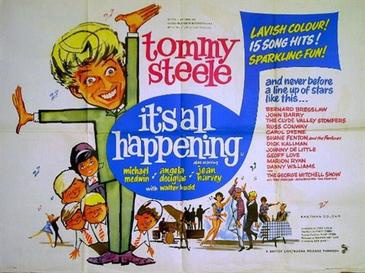 tommy
steele
it's all
happening
also starring
michael medwin
angela douglas
jean harvey
with walter hudd
LAVISH COLOUR!
15 SONG HITS!
SPARKLING FUN!
and never before
a line up of stars
like this...
BERNARD BRESSLAW
JOHN BARRY
THE CLYDE VALLEY STOMPERS
RUSS CONWAY
CAROL DEENE
SHANE FENTON and the Fentones
DICK KALLMAN
JOHNNY DE LITTLE
GEOFF LOVE
MARION RYAN
DANNY WILLIAMS
AND THE GEORGE MITCHELL SHOW
EASTMAN COLOUR